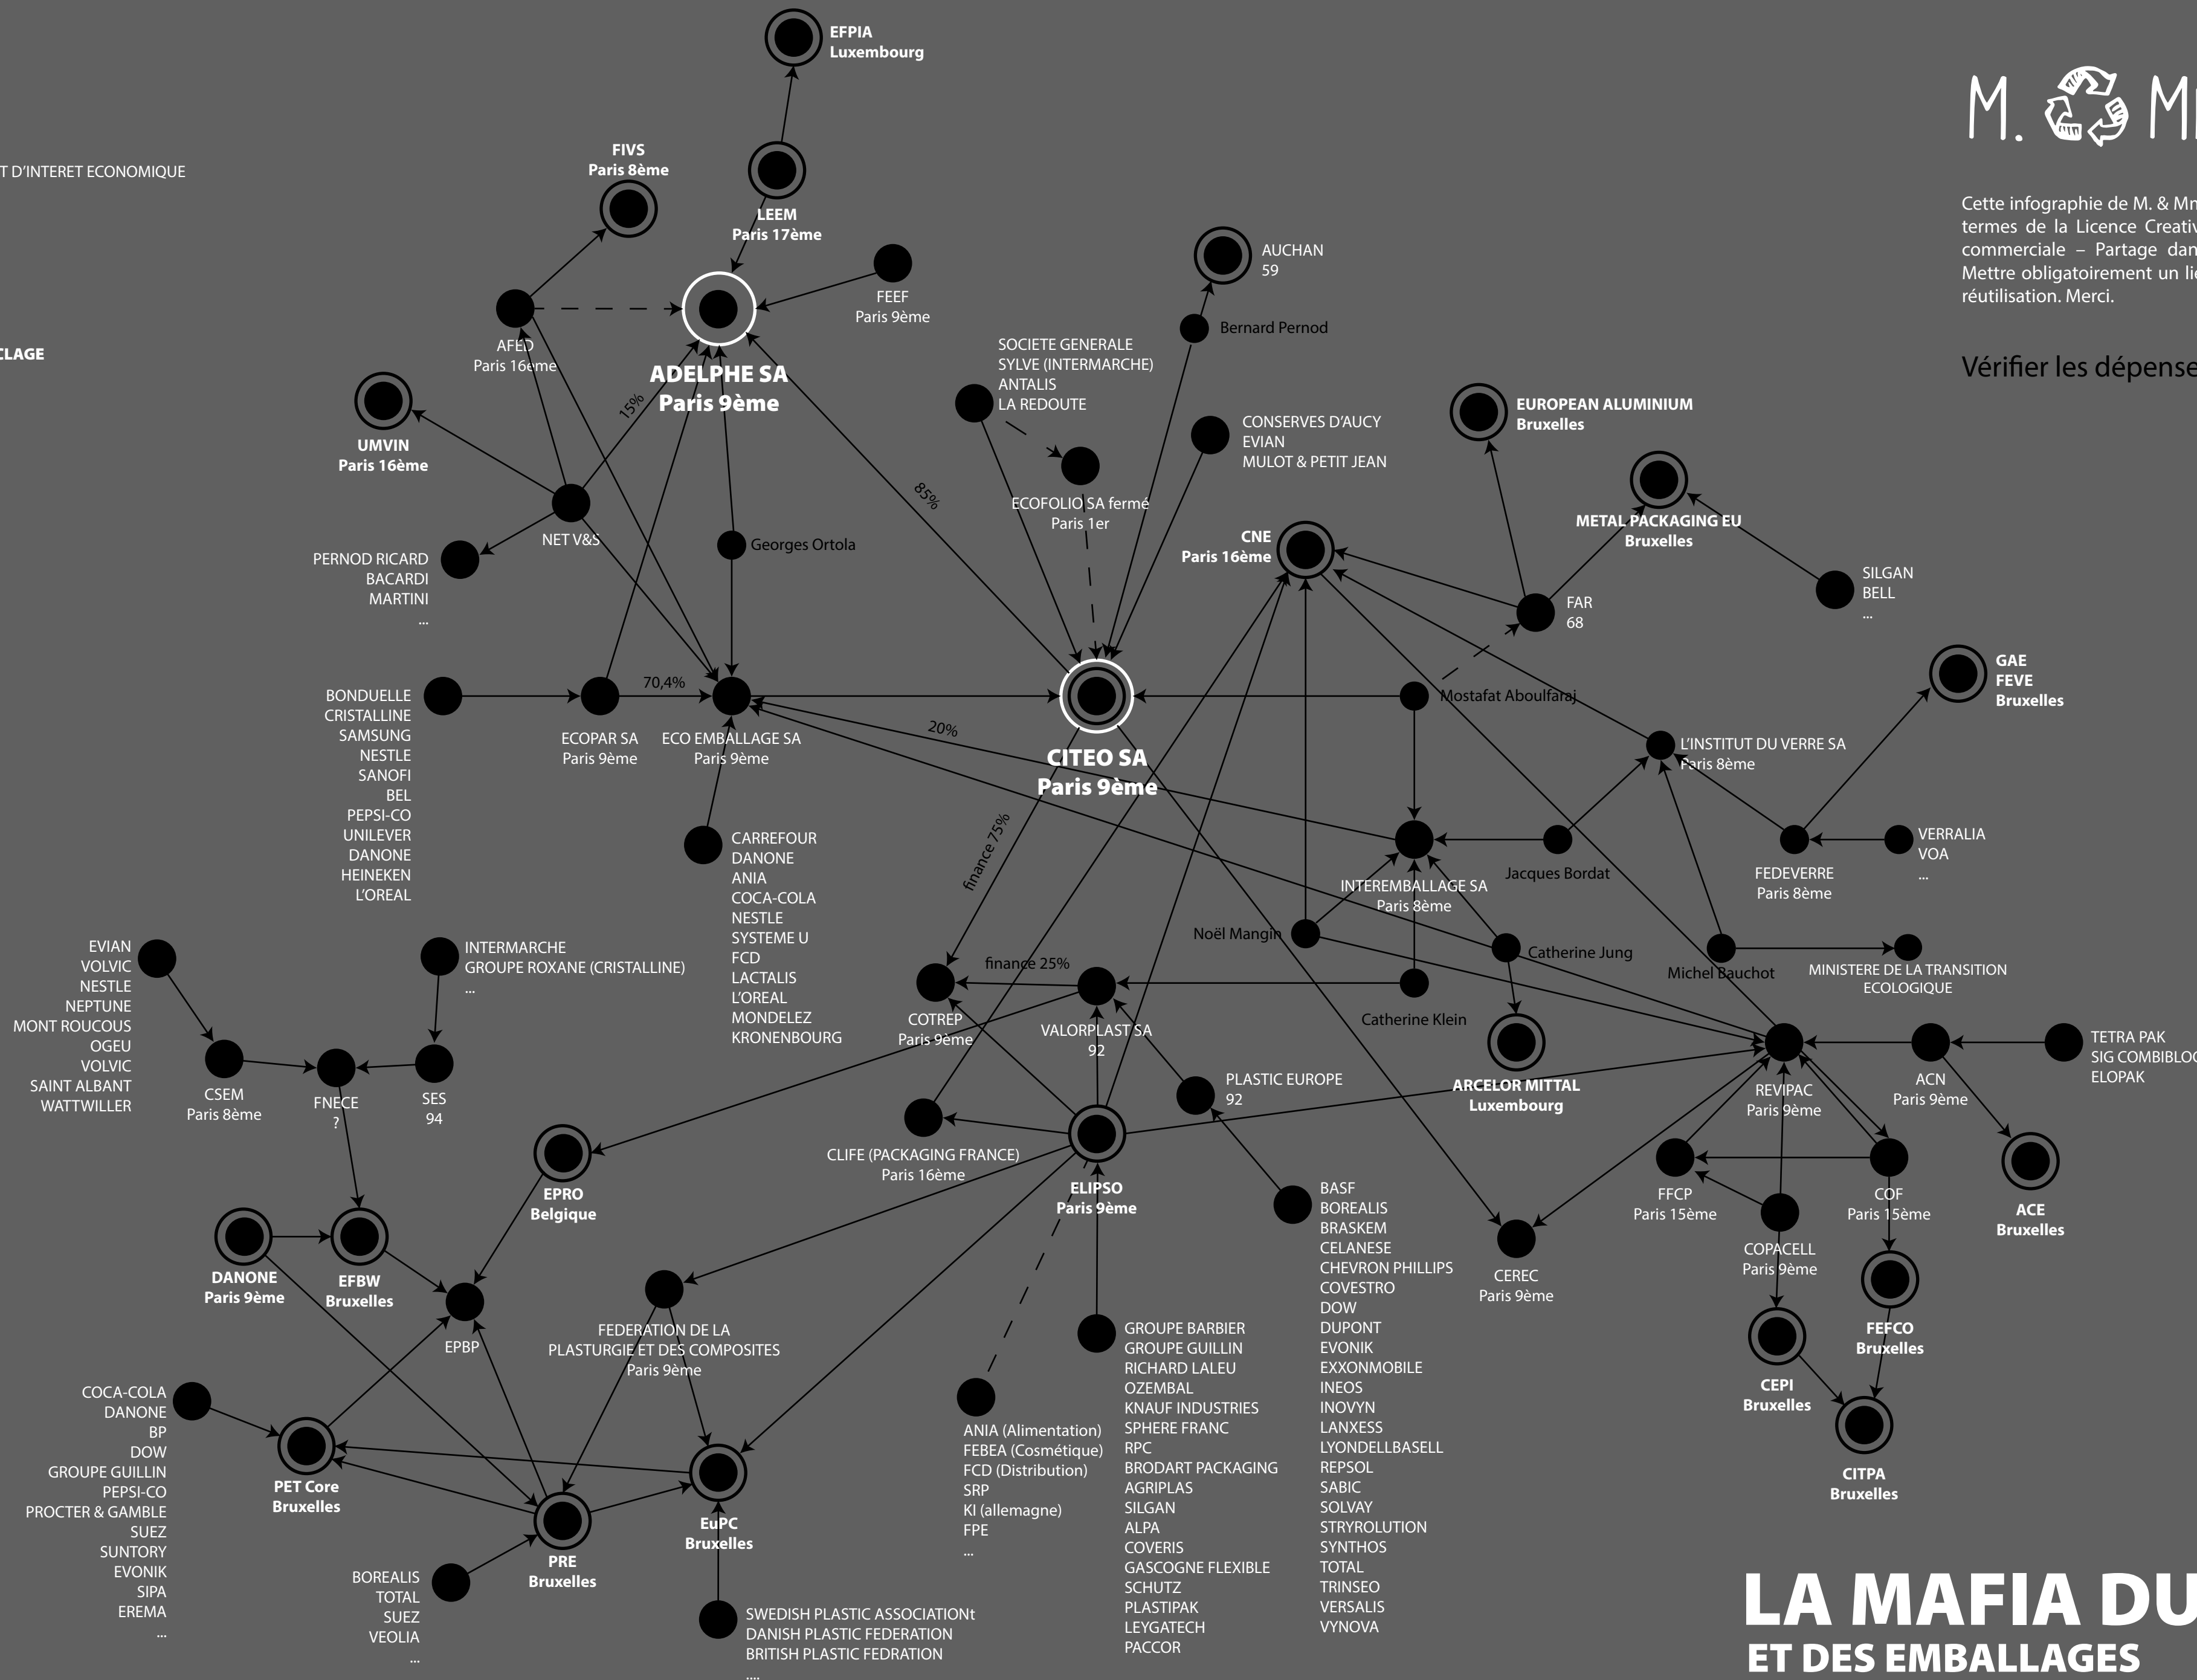 EFPIA
Luxembourg
M.
FIVS
Paris 8ème
T D'INTERET ECONOMIQUE
LEEM
Paris 17ème
Cette infographie de M. & Mm
termes de la Licence Creativ
commerciale – Partage dan
Mettre obligatoirement un lie
réutilisation. Merci.
AUCHAN
59
FEEF
Paris 9ème
Bernard Pernod
AFED
Paris 16ème
CLAGE
SOCIETE GENERALE
SYLVE (INTERMARCHE)
ANTALIS
LA REDOUTE
Vérifier les dépense
ADELPHE SA
Paris 9ème
15%
UMVIN
Paris 16ème
CONSERVES D'AUCY
EVIAN
MULOT & PETIT JEAN
EUROPEAN ALUMINIUM
Bruxelles
85%
ECOFOLIO SA fermé
Paris 1er
METAL PACKAGING EU
Bruxelles
CNE
Paris 16ème
NET V&S
Georges Ortola
PERNOD RICARD
BACARDI
MARTINI
...
SILGAN
BELL
...
FAR
68
GAE
FEVE
Bruxelles
70,4%
BONDUELLE
CRISTALLINE
SAMSUNG
NESTLE
SANOFI
BEL
PEPSI-CO
UNILEVER
DANONE
HEINEKEN
L'OREAL
ECOPAR SA
Paris 9ème
ECO EMBALLAGE SA
Paris 9ème
20%
CITEO SA
Paris 9ème
Mostafat Aboulfaraj
L'INSTITUT DU VERRE SA
Paris 8ème
finance 75%
CARREFOUR
DANONE
ANIA
COCA-COLA
NESTLE
SYSTEME U
FCD
LACTALIS
L'OREAL
MONDELEZ
KRONENBOURG
INTEREMBALLAGE SA
Paris 8ème
Jacques Bordat
FEDEVERRE
Paris 8ème
VERRALIA
VOA
...
EVIAN
VOLVIC
NESTLE
NEPTUNE
MONT ROUCOUS
OGEU
VOLVIC
SAINT ALBANT
WATTWILLER
INTERMARCHE
GROUPE ROXANE (CRISTALLINE)
...
Noël Mangin
Catherine Jung
Michel Bauchot
MINISTERE DE LA TRANSITION
ECOLOGIQUE
finance 25%
COTREP
Paris 9ème
VALORPLAST SA
92
Catherine Klein
CSEM
Paris 8ème
FNECE
?
SES
94
PLASTIC EUROPE
92
ARCELOR MITTAL
Luxembourg
REVIPAC
Paris 9ème
ACN
Paris 9ème
TETRA PAK
SIG COMBIBLOC
ELOPAK
CLIFE (PACKAGING FRANCE)
Paris 16ème
EPRO
Belgique
ELIPSO
Paris 9ème
FFCP
Paris 15ème
COF
Paris 15ème
ACE
Bruxelles
COPACELL
Paris 9ème
BASF
BOREALIS
BRASKEM
CELANESE
CHEVRON PHILLIPS
COVESTRO
DOW
DUPONT
EVONIK
EXXONMOBILE
INEOS
INOVYN
LANXESS
LYONDELLBASELL
REPSOL
SABIC
SOLVAY
STRYROLUTION
SYNTHOS
TOTAL
TRINSEO
VERSALIS
VYNOVA
CEREC
Paris 9ème
DANONE
Paris 9ème
EFBW
Bruxelles
EPBP
FEDERATION DE LA
PLASTURGIE ET DES COMPOSITES
Paris 9ème
GROUPE BARBIER
GROUPE GUILLIN
RICHARD LALEU
OZEMBAL
KNAUF INDUSTRIES
SPHERE FRANC
RPC
BRODART PACKAGING
AGRIPLAS
SILGAN
ALPA
COVERIS
GASCOGNE FLEXIBLE
SCHUTZ
PLASTIPAK
LEYGATECH
PACCOR
FEFCO
Bruxelles
CEPI
Bruxelles
CITPA
Bruxelles
COCA-COLA
DANONE
BP
DOW
GROUPE GUILLIN
PEPSI-CO
PROCTER & GAMBLE
SUEZ
SUNTORY
EVONIK
SIPA
EREMA
...
PET Core
Bruxelles
ANIA (Alimentation)
FEBEA (Cosmétique)
FCD (Distribution)
SRP
KI (allemagne)
FPE
...
EuPC
Bruxelles
PRE
Bruxelles
BOREALIS
TOTAL
SUEZ
VEOLIA
...
SWEDISH PLASTIC ASSOCIATIONt
DANISH PLASTIC FEDERATION
BRITISH PLASTIC FEDRATION
....
LA MAFIA DU
ET DES EMBALLAGES